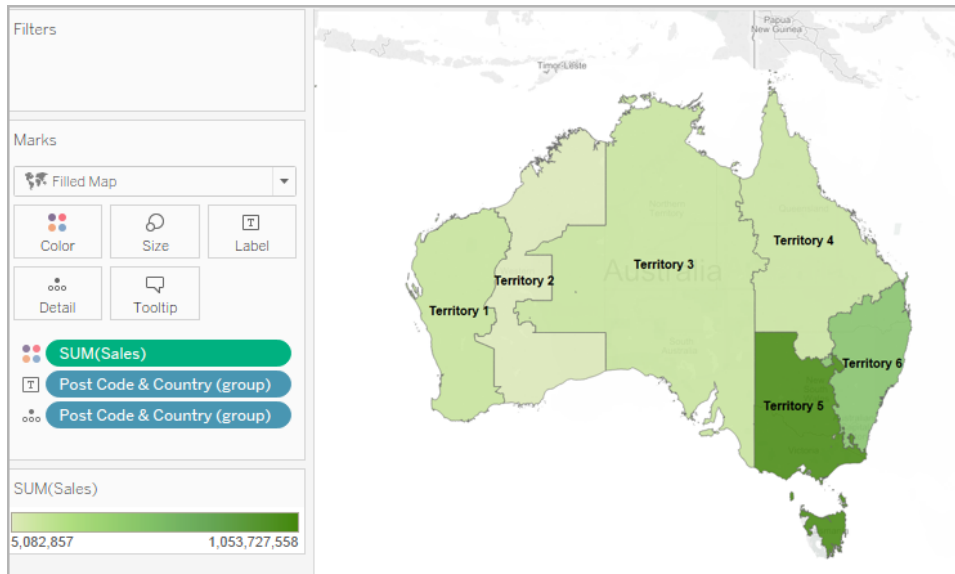 Filters
Marks
Filled Map
Color
Size
Label
Detail
Tooltip
SUM(Sales)
Post Code & Country (group)
Post Code & Country (group)
SUM(Sales)
5,082,857 1,053,727,558
Papua
New Guinea
Timor-Leste
Territory 4
Australia
Territory 3
Territory 2
Territory 1
Territory 6
Territory 5